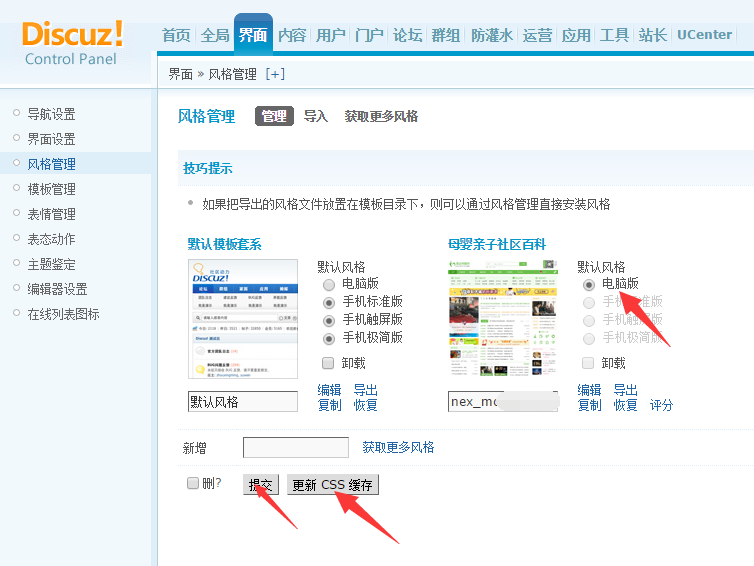 Discuz!
Control Panel
首页 全局 界面 内容 用户 门户 论坛 群组 防灌水 运营 应用 工具 站长 UCenter
界面 » 风格管理 [+]
导航设置
界面设置
风格管理
模板管理
表情管理
表态动作
主题鉴定
编辑器设置
在线列表图标
风格管理 管理 导入 获取更多风格
技巧提示
如果把导出的风格文件放置在模板目录下，则可以通过风格管理直接安装风格
默认模板套系
默认风格
电脑版
手机标准版
手机触屏版
手机极简版
卸载
编辑 导出
复制 恢复
默认风格
母婴亲子社区百科
默认风格
电脑版
手机标准版
手机触屏版
手机极简版
卸载
编辑 导出
复制 恢复 评分
nex_mo
新增 获取更多风格
删? 提交 更新 CSS 缓存